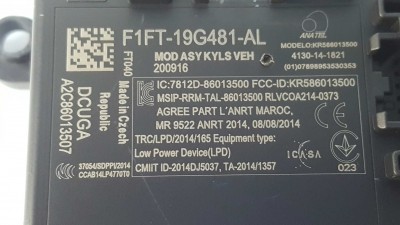 F1FT-19G481-AL
MOD ASY KYLS VEH
200916
FT040
ANATEL
MODELO:KR586013500
4130-14-1821
(01)07898953530353
IC:7812D-86013500 FCC-ID:KR586013500
MSIP-RRM-TAL-86013500 RLVCOA214-0373
AGREE PART L'ANRT MAROC,
MR 9522 ANRT 2014, 08/08/2014
TRC/LPD/2014/165 Equipment type:
Low Power Device(LPD)
CMIIT ID-2014DJ5037, TA-2014/1357
ICASA
023
Made in Czech
Republic
DCUGA
A2C86013507
37054/SDPPI/2014
CCAB14LP4770T0